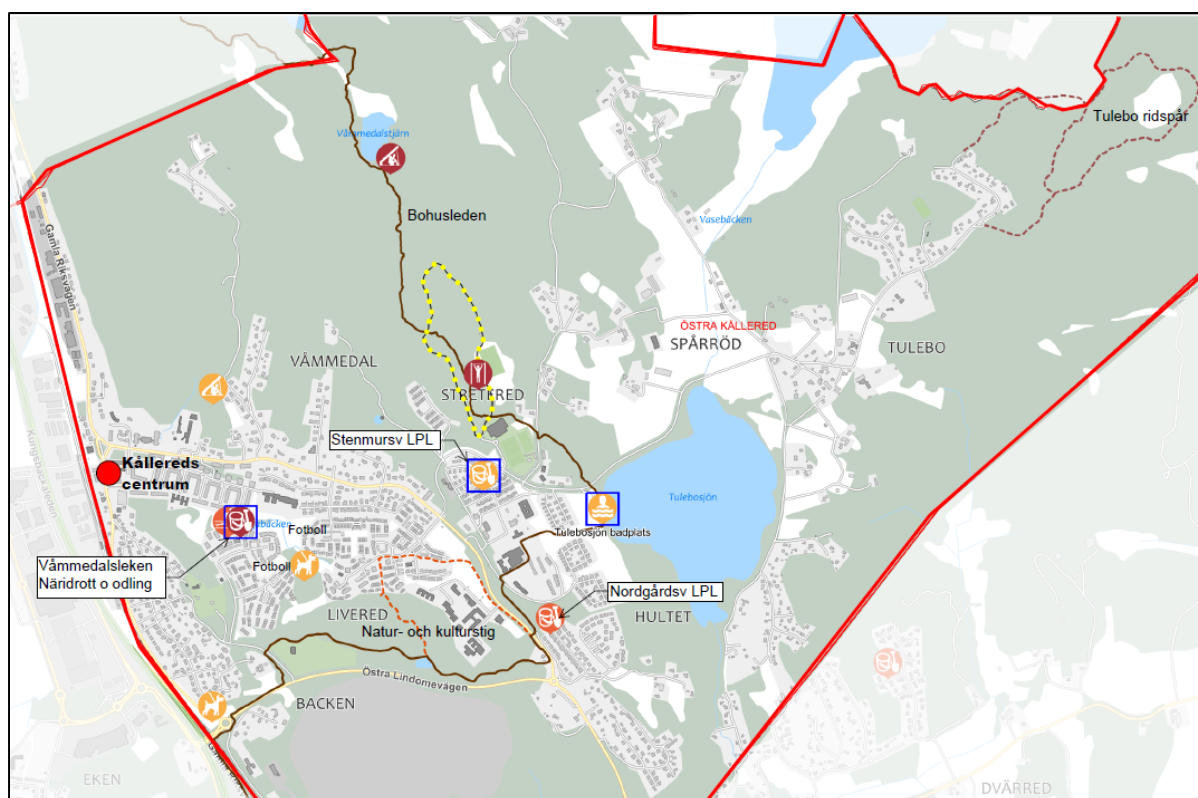 Tulebo ridspår
Våmmedalstjärn
Bohusleden
Vasebäcken
Gamla Riksvägen
ÖSTRA KÅLLERED
SPÅRRÖD
TULEBO
VÅMMEDAL
STRETERED
Kungsbackaleden
Stenmursv LPL
Kållereds
centrum
Tulebosjön
Fotboll
Tulebosjön badplats
Våmmedalsleken
Näridrott o odling
Fotboll
Nordgårdsv LPL
LIVERED
HULTET
Natur- och kulturstig
Östra Lindomevägen
BACKEN
EKEN
DVÄRRED